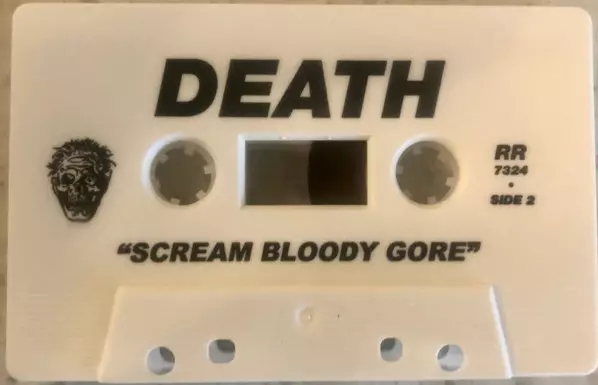 DEATH
RR
7324
•
SIDE 2
"SCREAM BLOODY GORE"